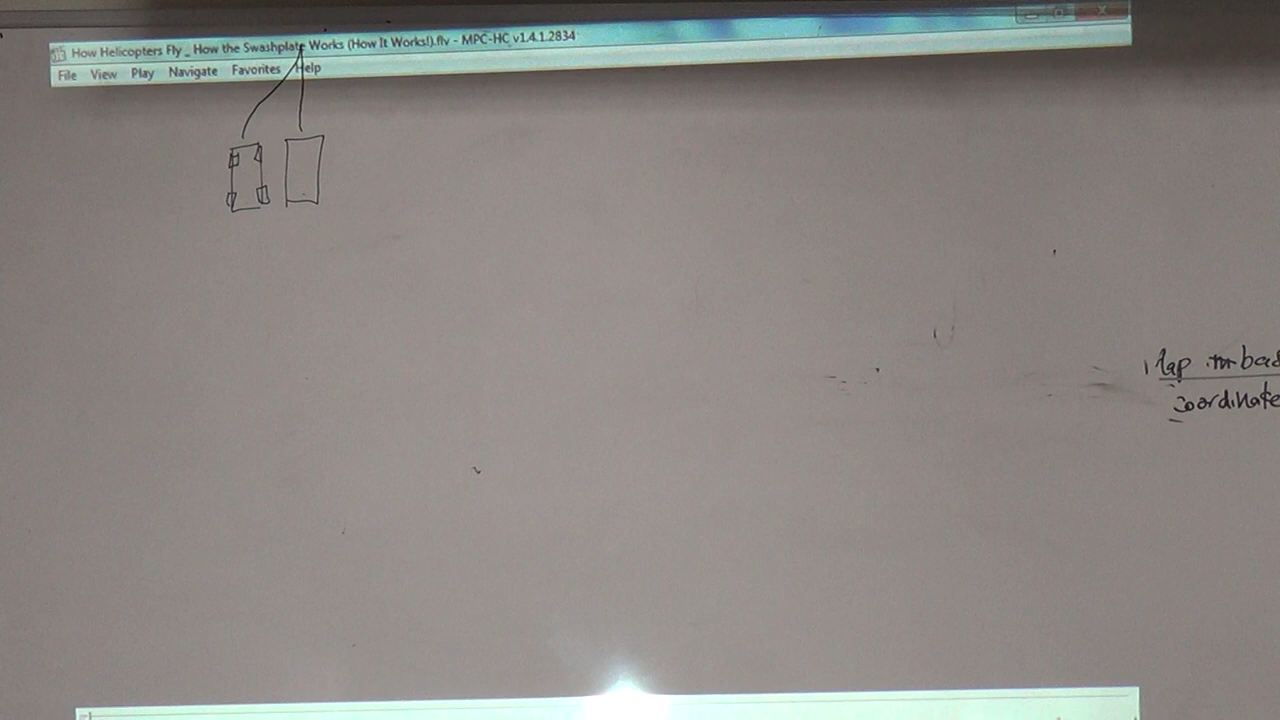 How Helicopters Fly _ How the Swashplate Works (How It Works!).flv - MPC-HC v1.4.1.2834
File View Play Navigate Favorites Help
coordinate